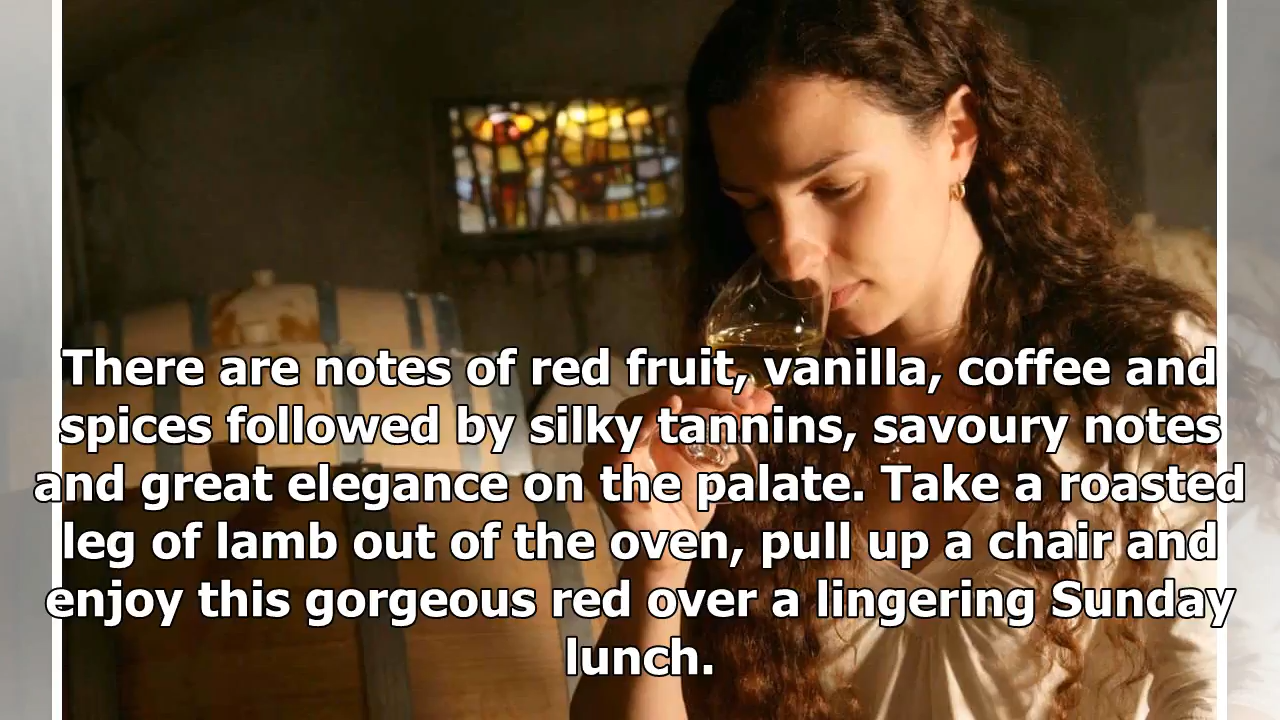 There are notes of red fruit, vanilla, coffee and
spices followed by silky tannins, savoury notes
and great elegance on the palate. Take a roasted
leg of lamb out of the oven, pull up a chair and
enjoy this gorgeous red over a lingering Sunday
lunch.